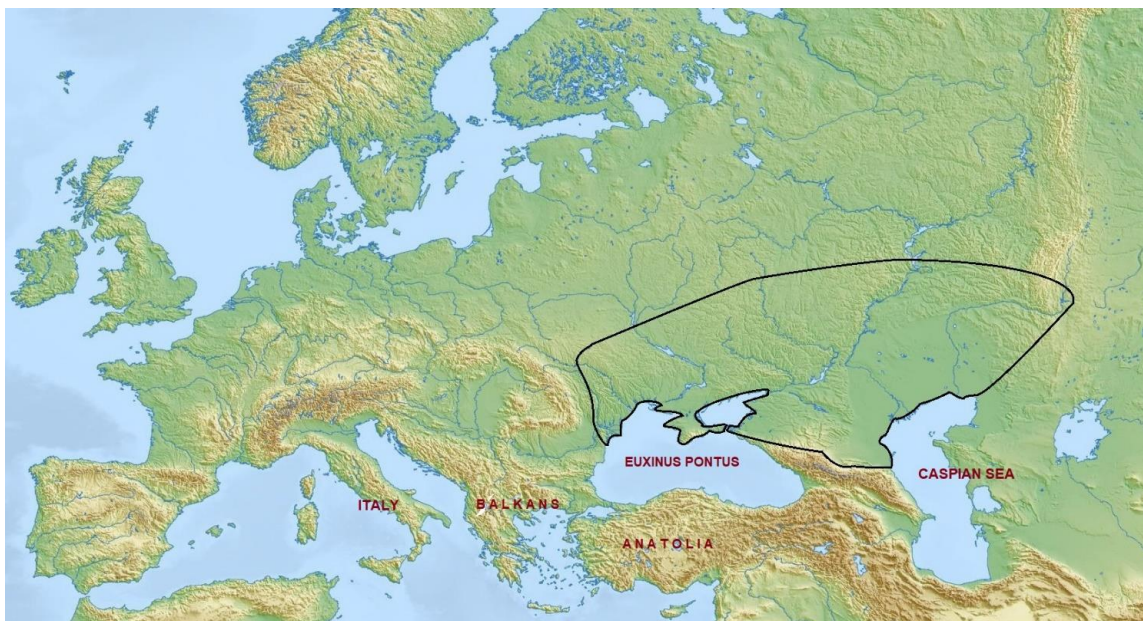 EUXINUS PONTUS
CASPIAN SEA
ITALY
BALKANS
ANATOLIA